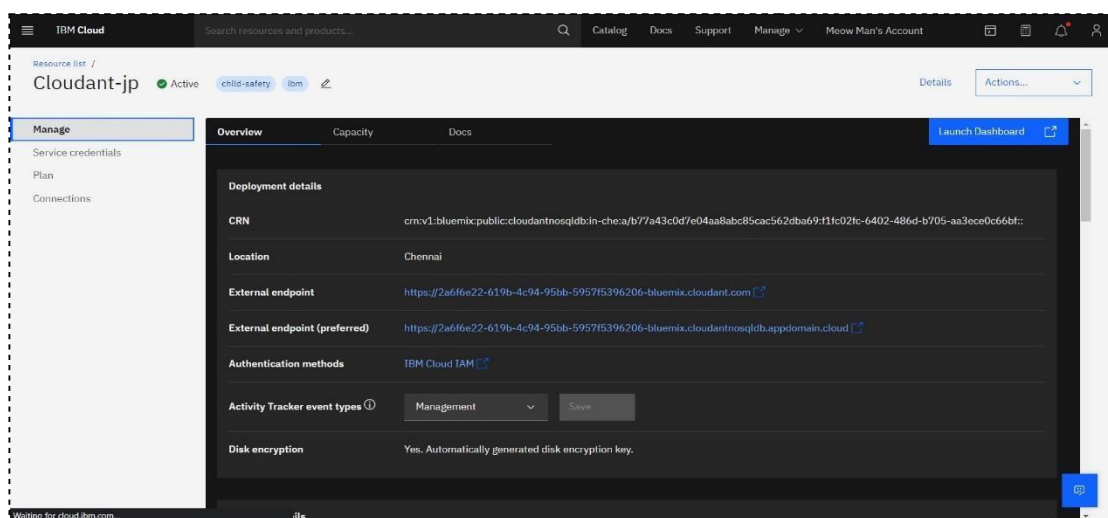 IBM Cloud
Search resources and products...
Catalog
Docs
Support
Manage
Meow Man's Account
Resource list /
Cloudant-jp
Active
child-safety
ibm
Details
Actions...
Manage
Service credentials
Plan
Connections
Overview
Capacity
Docs
Launch Dashboard
Deployment details
CRN crn:v1:bluemix:public:cloudantnosqldb:in-che:a/b77a43c0d7e04aa8abc85cac562dba69:f1fc02fc-6402-486d-b705-aa3ece0c66bf::
Location Chennai
External endpoint https://2a6f6e22-619b-4c94-95bb-5957f5396206-bluemix.cloudant.com
External endpoint (preferred) https://2a6f6e22-619b-4c94-95bb-5957f5396206-bluemix.cloudantnosqldb.appdomain.cloud
Authentication methods IBM Cloud IAM
Activity Tracker event types Management Save
Disk encryption Yes. Automatically generated disk encryption key.
Waiting for cloud.ibm.com...
ils